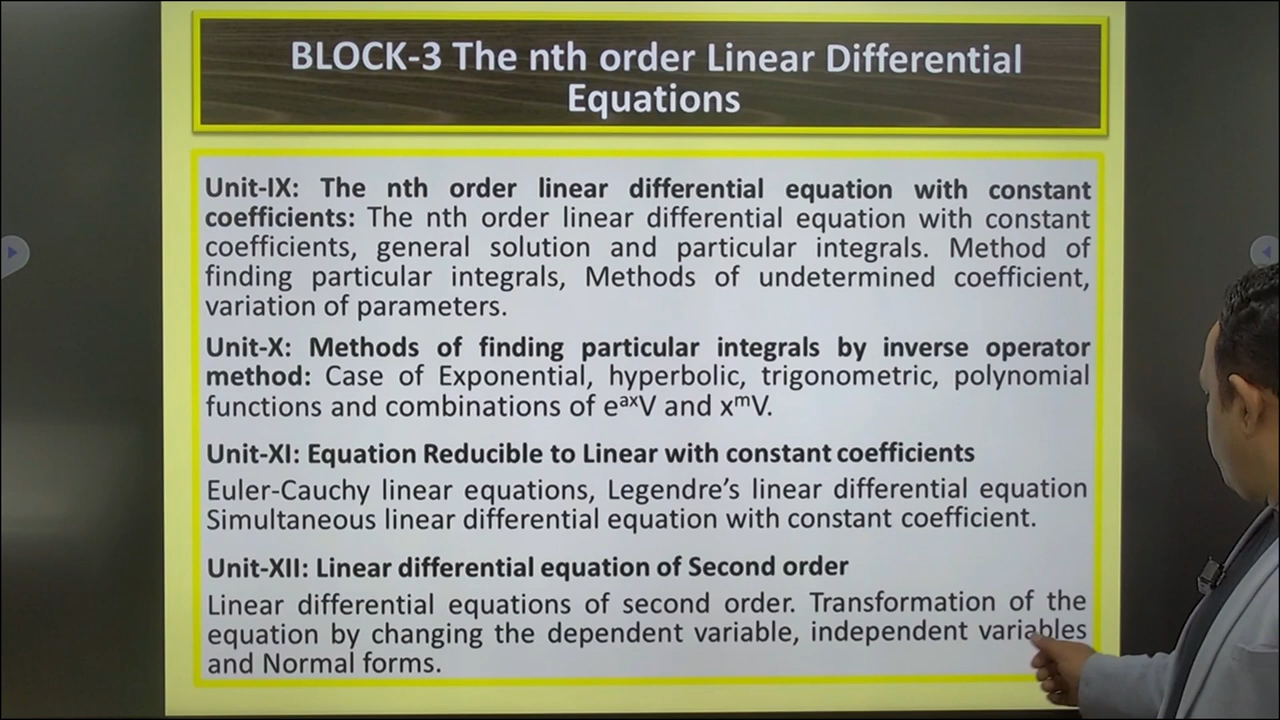 BLOCK-3 The nth order Linear Differential
Equations
Unit-IX: The nth order linear differential equation with constant
coefficients: The nth order linear differential equation with constant
coefficients, general solution and particular integrals. Method of
finding particular integrals, Methods of undetermined coefficient,
variation of parameters.
Unit-X: Methods of finding particular integrals by inverse operator
method: Case of Exponential, hyperbolic, trigonometric, polynomial
functions and combinations of eᵃˣV and xᵐV.
Unit-XI: Equation Reducible to Linear with constant coefficients
Euler-Cauchy linear equations, Legendre’s linear differential equation
Simultaneous linear differential equation with constant coefficient.
Unit-XII: Linear differential equation of Second order
Linear differential equations of second order. Transformation of the
equation by changing the dependent variable, independent variables
and Normal forms.